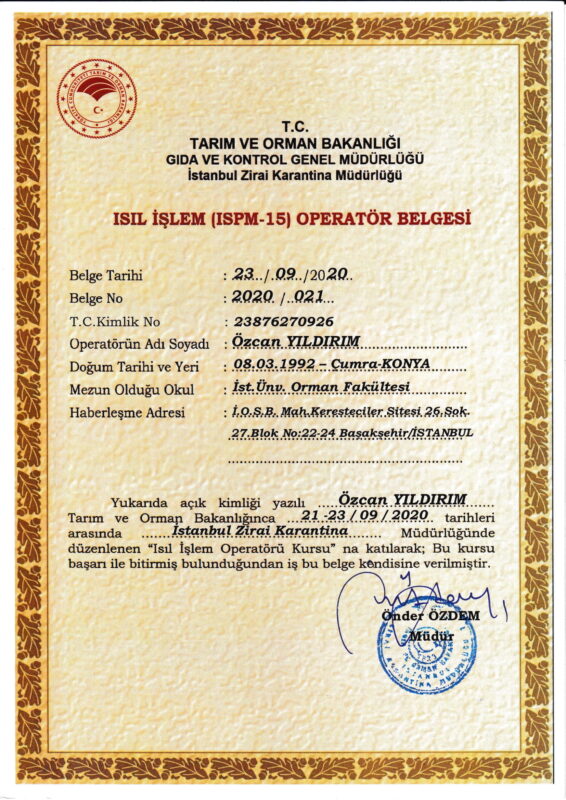 T.C.
TARIM VE ORMAN BAKANLIĞI
GIDA VE KONTROL GENEL MÜDÜRLÜĞÜ
İstanbul Zirai Karantina Müdürlüğü
ISIL İŞLEM (ISPM-15) OPERATÖR BELGESİ
Belge Tarihi : 23../.09../2020..
Belge No : 2020 /..021...
T.C.Kimlik No : 23876270926
Operatörün Adı Soyadı : Özcan YILDIRIM
Doğum Tarihi ve Yeri : 08.03.1992 – Çumra-KONYA
Mezun Olduğu Okul : İst.Ünv. Orman Fakültesi
Haberleşme Adresi : İ.O.S.B. Mah.Keresteciler Sitesi 26.Sok.
27.Blok No:22-24 Başakşehir/İSTANBUL
Yukarıda açık kimliği yazılı ....Özcan YILDIRIM......
Tarım ve Orman Bakanlığınca ...21 -23 / 09 / 2020.. tarihleri
arasında .......İstanbul Zirai Karantina....... Müdürlüğünde
düzenlenen “Isıl İşlem Operatörü Kursu” na katılarak; Bu kursu
başarı ile bitirmiş bulunduğundan iş bu belge kendisine verilmiştir.
Önder ÖZDEM
Müdür